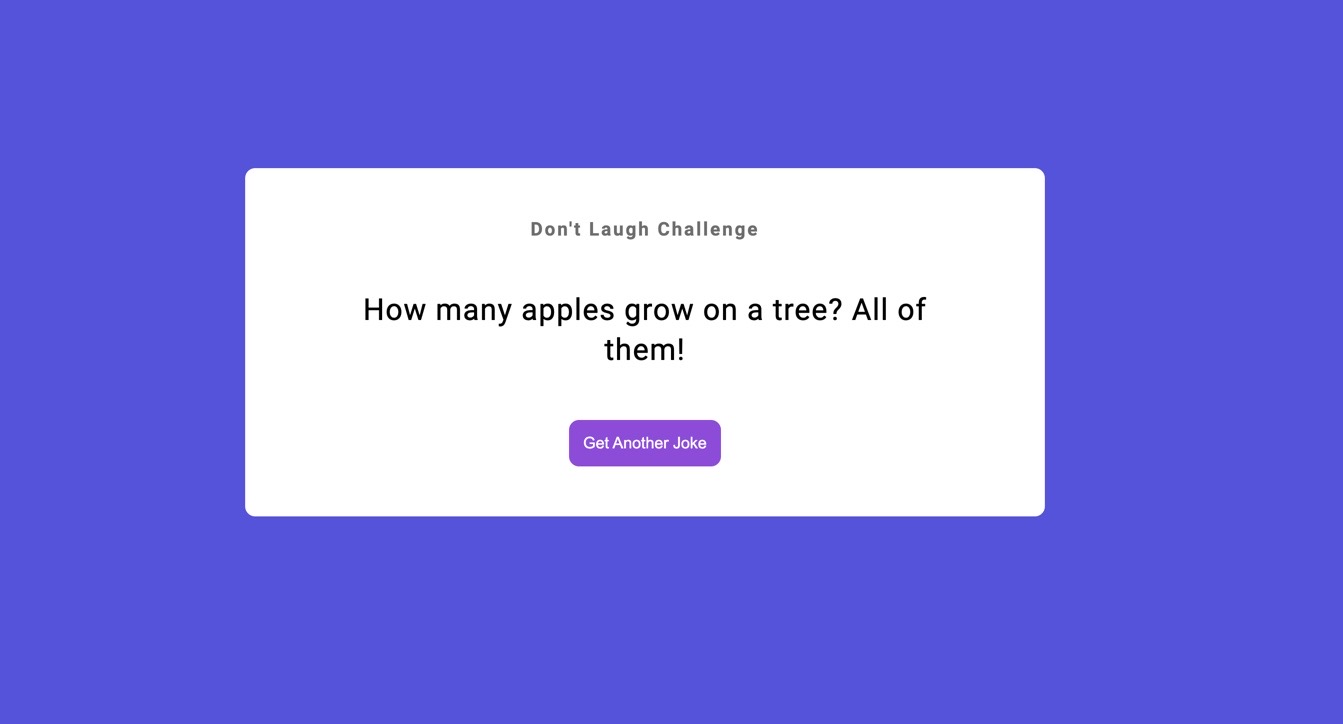 Don't Laugh Challenge
How many apples grow on a tree? All of
them!
Get Another Joke